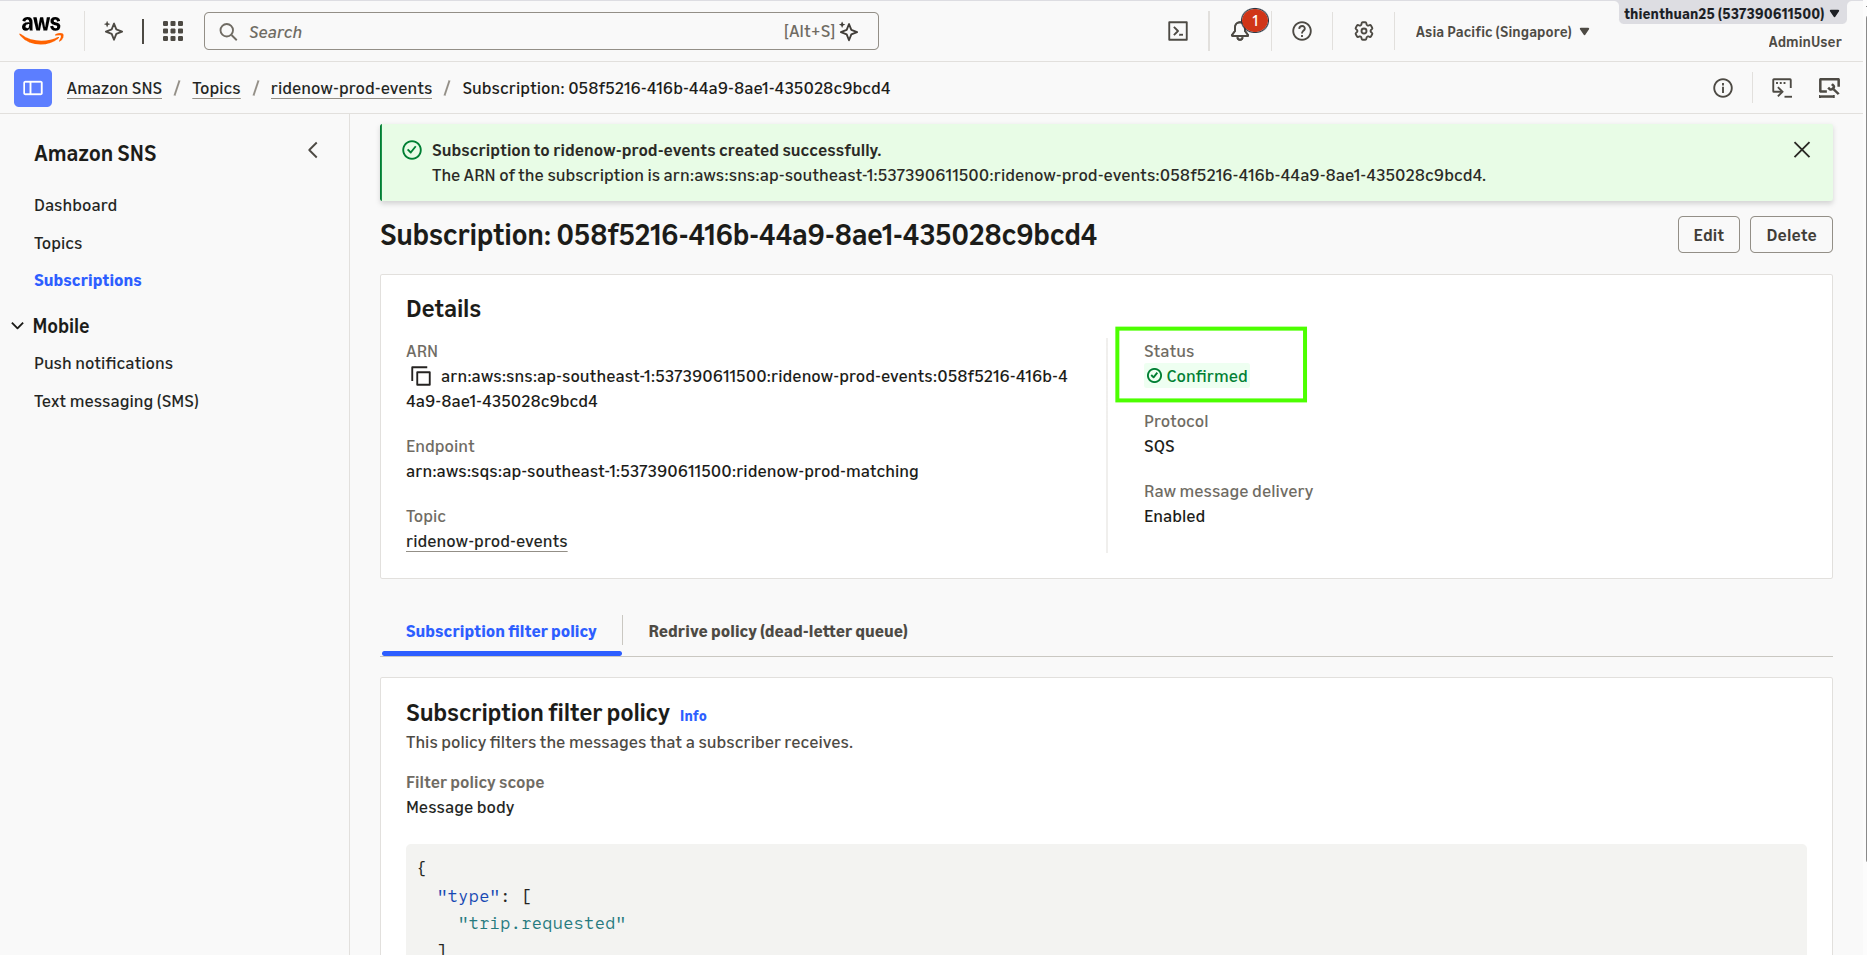 aws
Search
[Alt+S]
1
Asia Pacific (Singapore)
thienthuan25 (537390611500)
AdminUser
Amazon SNS / Topics / ridenow-prod-events / Subscription: 058f5216-416b-44a9-8ae1-435028c9bcd4
Amazon SNS
Dashboard
Topics
Subscriptions
Mobile
Push notifications
Text messaging (SMS)
Subscription to ridenow-prod-events created successfully.
The ARN of the subscription is arn:aws:sns:ap-southeast-1:537390611500:ridenow-prod-events:058f5216-416b-44a9-8ae1-435028c9bcd4.
Subscription: 058f5216-416b-44a9-8ae1-435028c9bcd4
Edit
Delete
Details
ARN
arn:aws:sns:ap-southeast-1:537390611500:ridenow-prod-events:058f5216-416b-4
4a9-8ae1-435028c9bcd4
Endpoint
arn:aws:sqs:ap-southeast-1:537390611500:ridenow-prod-matching
Topic
ridenow-prod-events
Status
Confirmed
Protocol
SQS
Raw message delivery
Enabled
Subscription filter policy
Redrive policy (dead-letter queue)
Subscription filter policy Info
This policy filters the messages that a subscriber receives.
Filter policy scope
Message body
{
"type": [
"trip.requested"
]